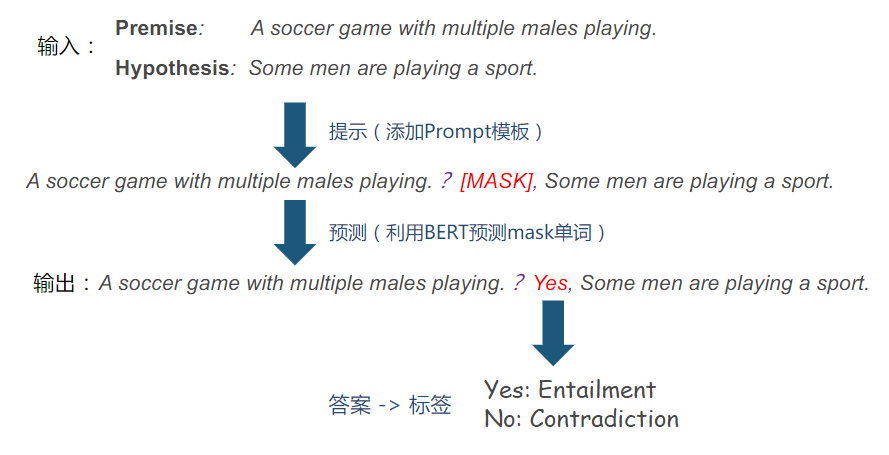 输入： Premise: A soccer game with multiple males playing.
Hypothesis: Some men are playing a sport.
提示（添加Prompt模板）
A soccer game with multiple males playing. ? [MASK], Some men are playing a sport.
预测（利用BERT预测mask单词）
输出：A soccer game with multiple males playing. ? Yes, Some men are playing a sport.
答案 -> 标签
Yes: Entailment
No: Contradiction